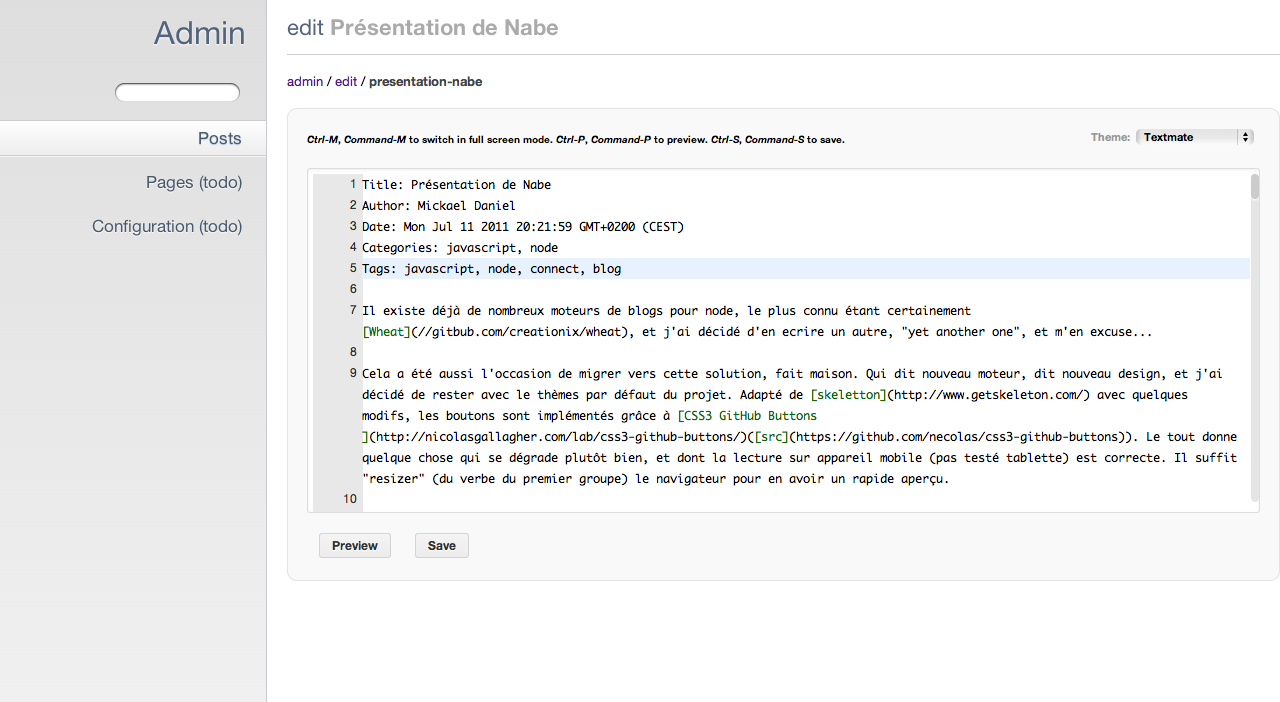 Admin
Posts
Pages (todo)
Configuration (todo)
edit Présentation de Nabe
admin / edit / presentation-nabe
Ctrl-M, Command-M to switch in full screen mode. Ctrl-P, Command-P to preview. Ctrl-S, Command-S to save.
Theme: Textmate
1 Title: Présentation de Nabe
2 Author: Mickael Daniel
3 Date: Mon Jul 11 2011 20:21:59 GMT+0200 (CEST)
4 Categories: javascript, node
5 Tags: javascript, node, connect, blog
6
7 Il existe déjà de nombreux moteurs de blogs pour node, le plus connu étant certainement
[Wheat](//gitbub.com/creationix/wheat), et j'ai décidé d'en ecrire un autre, "yet another one", et m'en excuse...
8
9 Cela a été aussi l'occasion de migrer vers cette solution, fait maison. Qui dit nouveau moteur, dit nouveau design, et j'ai
décidé de rester avec le thèmes par défaut du projet. Adapté de [skeletton](http://www.getskeleton.com/) avec quelques
modifs, les boutons sont implémentés grâce à [CSS3 GitHub Buttons
](http://nicolasgallagher.com/lab/css3-github-buttons/)([src](https://github.com/necolas/css3-github-buttons)). Le tout donne
quelque chose qui se dégrade plutôt bien, et dont la lecture sur appareil mobile (pas testé tablette) est correcte. Il suffit
"resizer" (du verbe du premier groupe) le navigateur pour en avoir un rapide aperçu.
10
Preview
Save